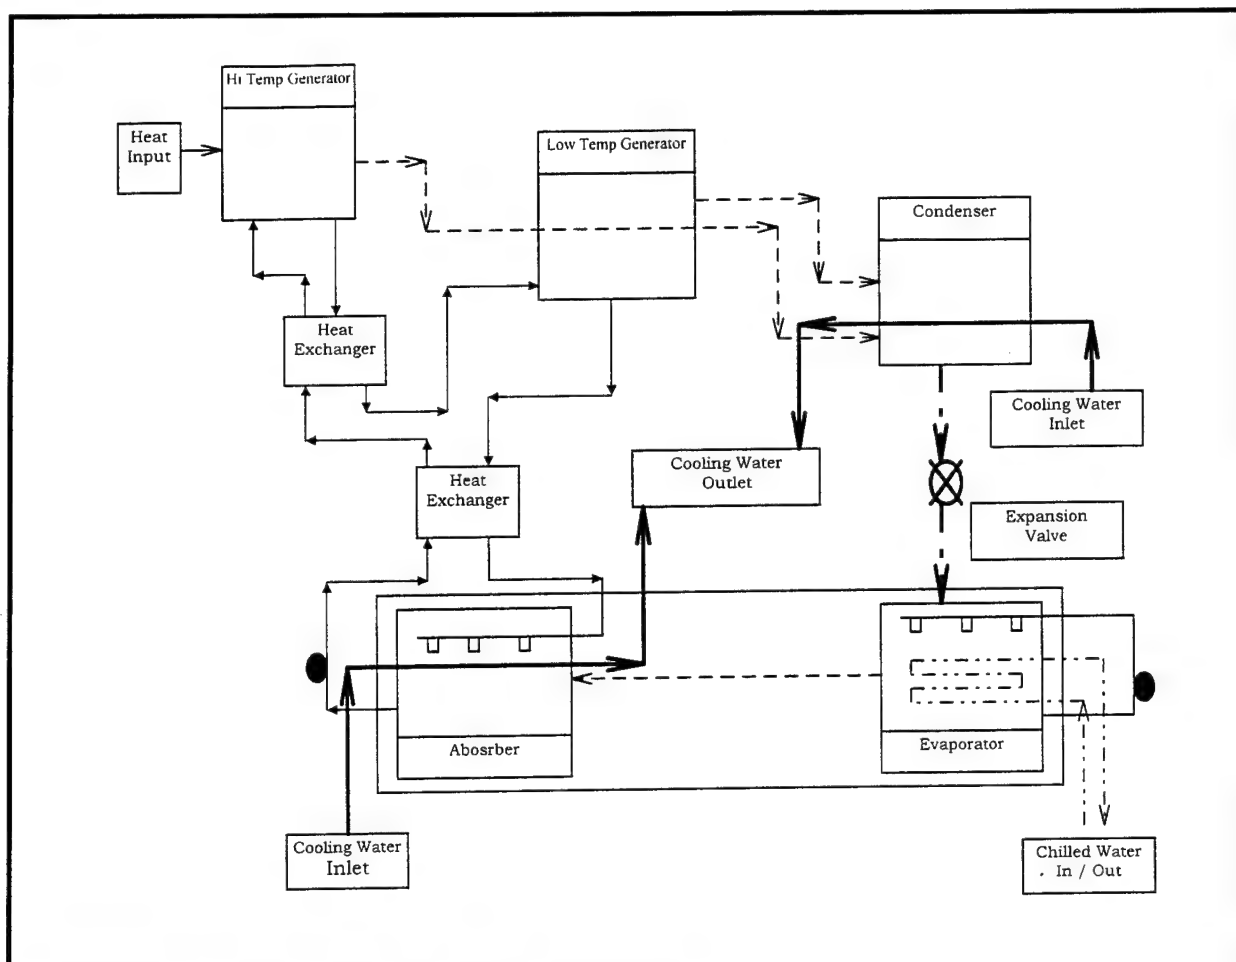 Hi Temp Generator
Heat
Input
Low Temp Generator
Condenser
Heat
Exchanger
Cooling Water
Inlet
Cooling Water
Outlet
Heat
Exchanger
Expansion
Valve
Abosrber
Evaporator
Cooling Water
Inlet
Chilled Water
In / Out